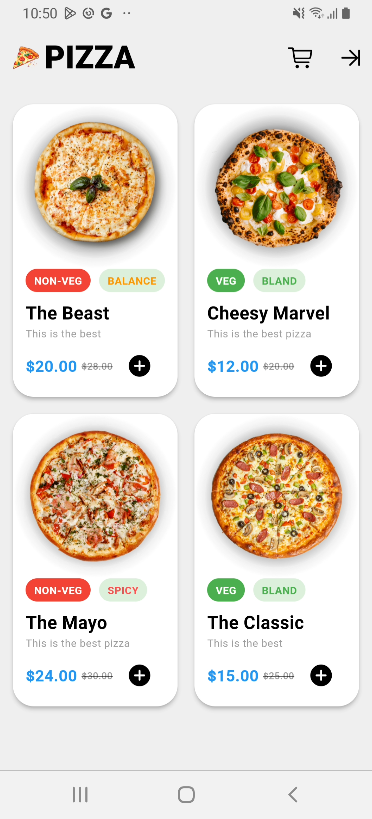 10:50
PIZZA
NON-VEG BALANCE
The Beast
This is the best
$20.00 $28.00
VEG BLAND
Cheesy Marvel
This is the best pizza
$12.00 $20.00
NON-VEG SPICY
The Mayo
This is the best pizza
$24.00 $30.00
VEG BLAND
The Classic
This is the best
$15.00 $25.00